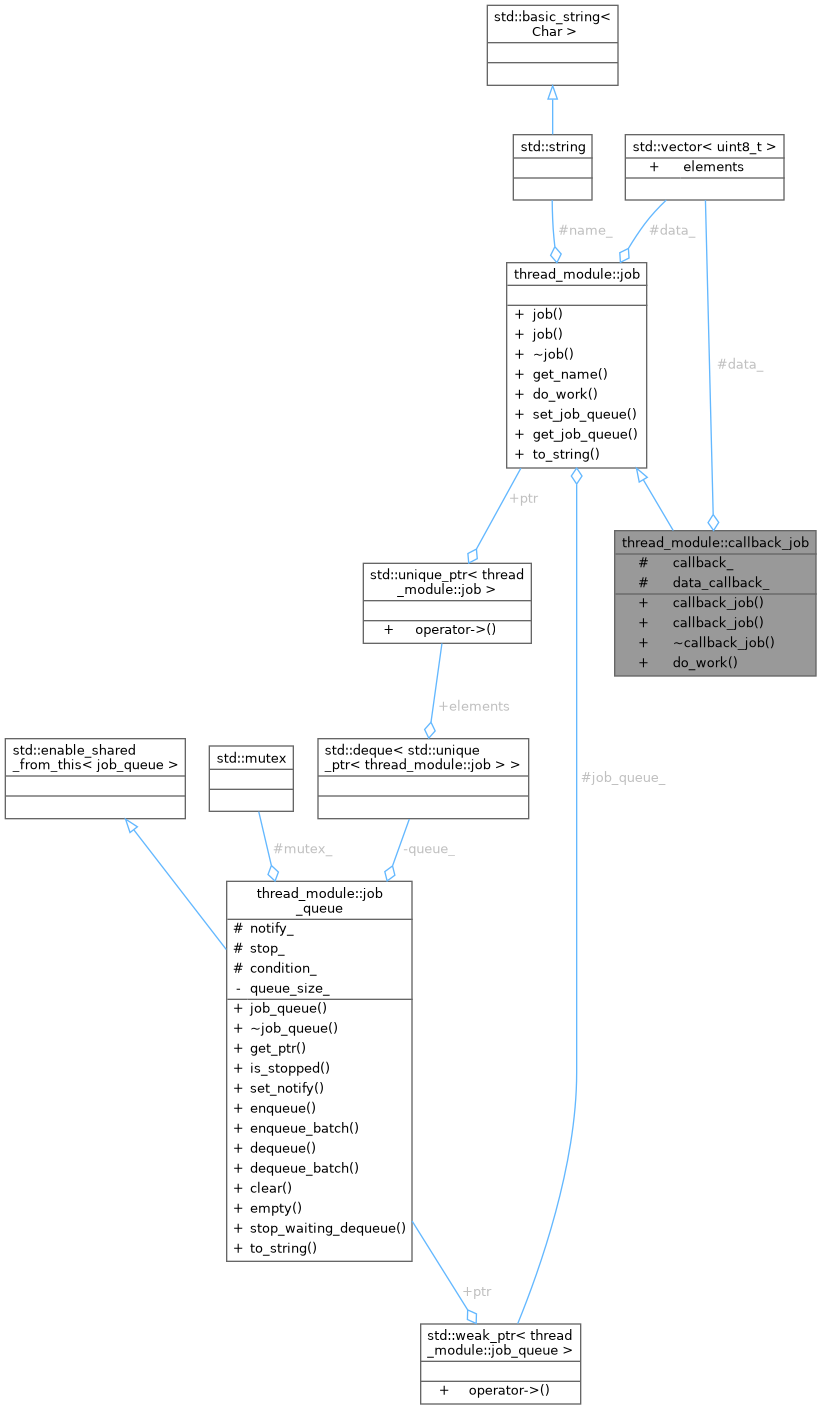 std::basic_string<
Char >
std::string
std::vector< uint8_t >
+ elements
#name_
#data_
thread_module::job
+ job()
+ job()
+ ~job()
+ get_name()
+ do_work()
+ set_job_queue()
+ get_job_queue()
+ to_string()
#data_
+ptr
thread_module::callback_job
# callback_
# data_callback_
+ callback_job()
+ callback_job()
+ ~callback_job()
+ do_work()
std::unique_ptr< thread
_module::job >
+ operator->()
+elements
std::enable_shared
_from_this< job_queue >
std::mutex
std::deque< std::unique
_ptr< thread_module::job > >
#job_queue_
#mutex_
-queue_
thread_module::job
_queue
# notify_
# stop_
# condition_
- queue_size_
+ job_queue()
+ ~job_queue()
+ get_ptr()
+ is_stopped()
+ set_notify()
+ enqueue()
+ enqueue_batch()
+ dequeue()
+ dequeue_batch()
+ clear()
+ empty()
+ stop_waiting_dequeue()
+ to_string()
+ptr
std::weak_ptr< thread
_module::job_queue >
+ operator->()